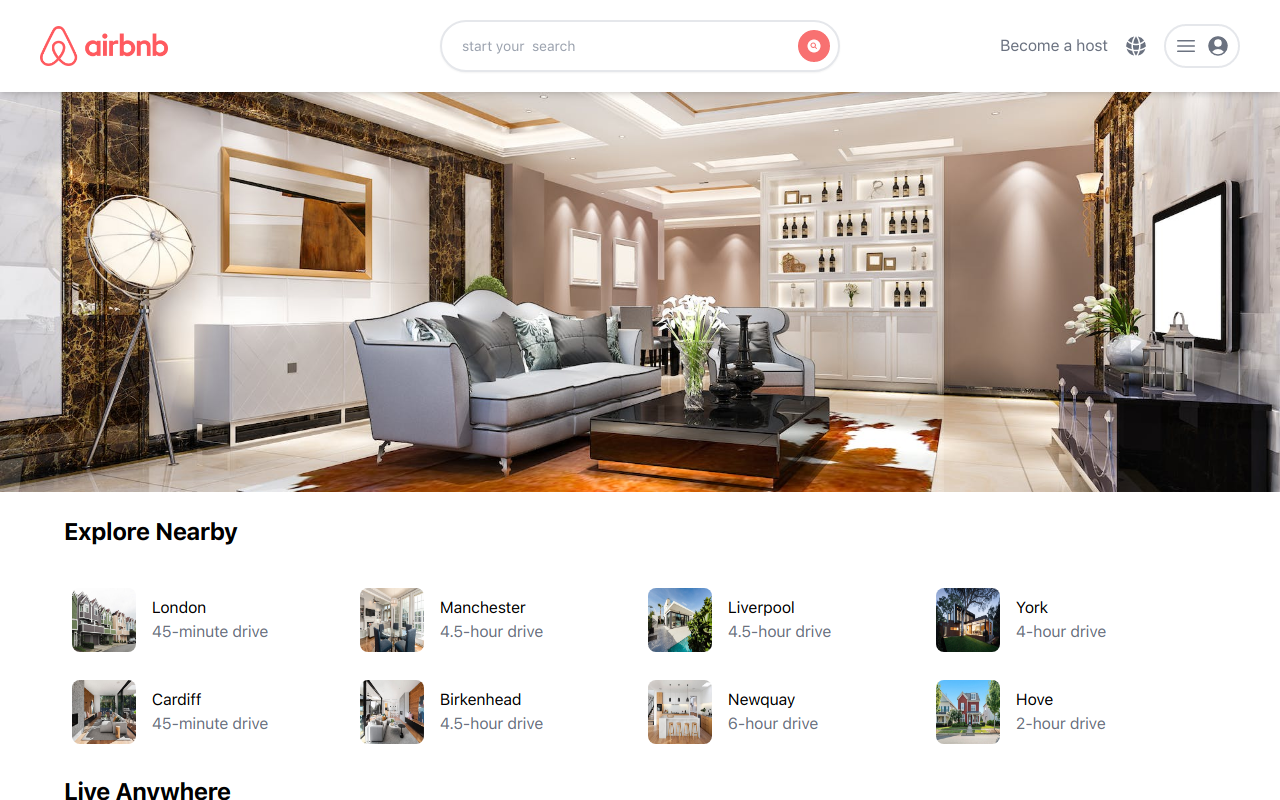 airbnb
start your search
Become a host
Explore Nearby
London
45-minute drive
Manchester
4.5-hour drive
Liverpool
4.5-hour drive
York
4-hour drive
Cardiff
45-minute drive
Birkenhead
4.5-hour drive
Newquay
6-hour drive
Hove
2-hour drive
Live Anywhere